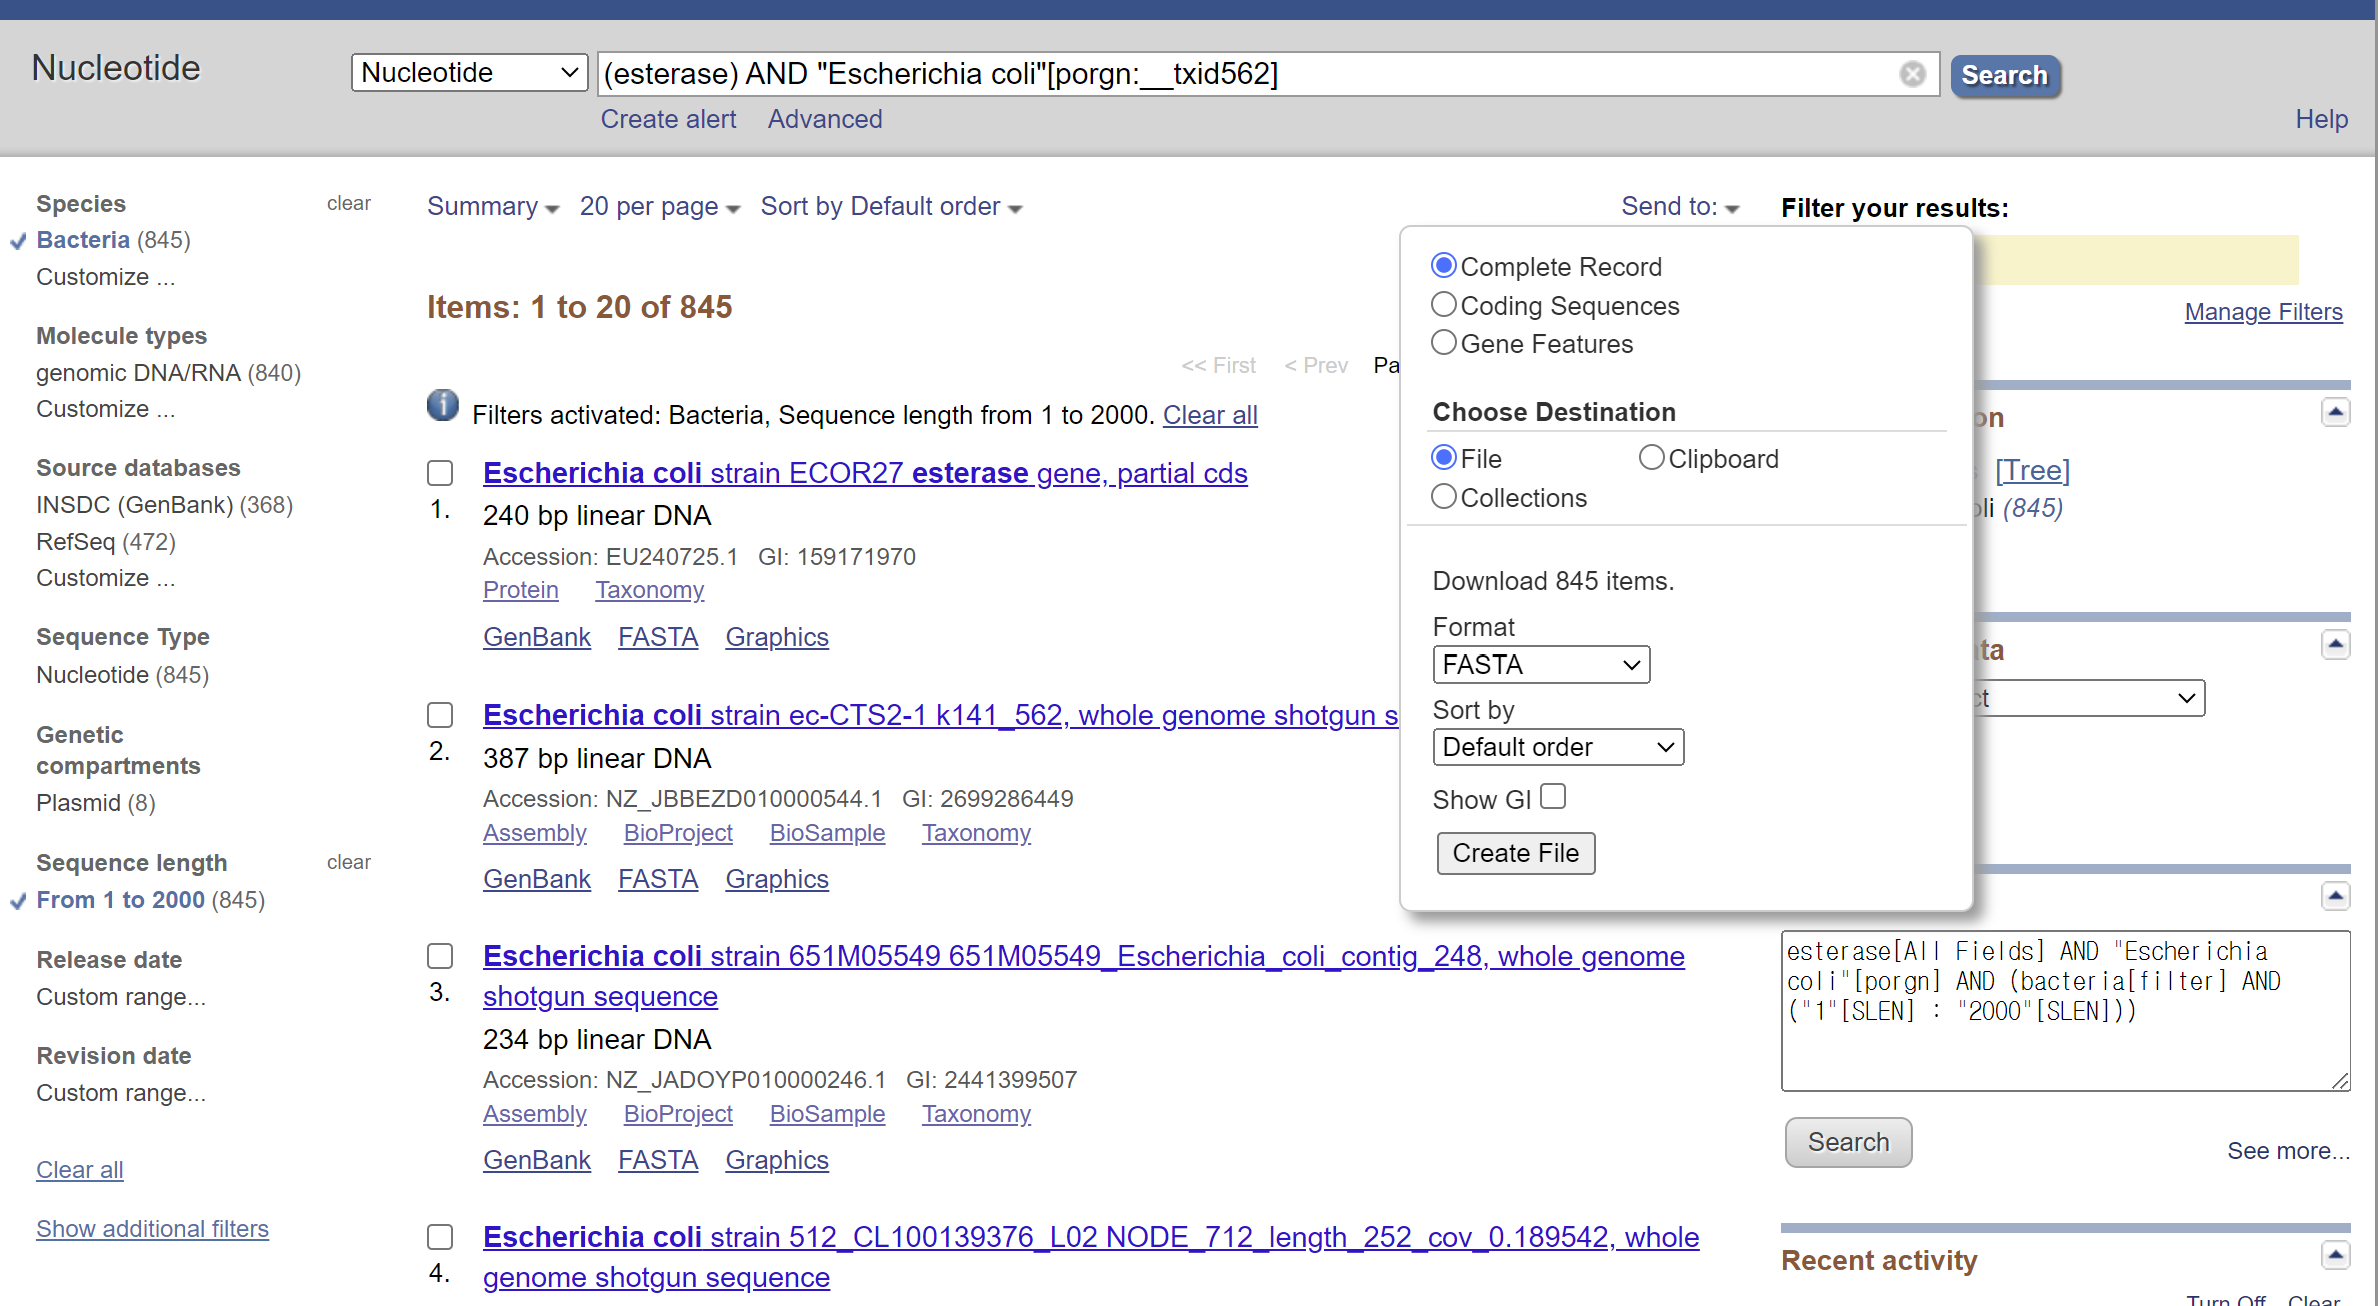 Nucleotide
Nucleotide
(esterase) AND "Escherichia coli"[porgn:__txid562]
Search
Create alert
Advanced
Help
Species
clear
Bacteria (845)
Customize ...
Molecule types
genomic DNA/RNA (840)
Customize ...
Source databases
INSDC (GenBank) (368)
RefSeq (472)
Customize ...
Sequence Type
Nucleotide (845)
Genetic
compartments
Plasmid (8)
Sequence length
clear
From 1 to 2000 (845)
Release date
Custom range...
Revision date
Custom range...
Clear all
Show additional filters
Summary
20 per page
Sort by Default order
Send to:
Items: 1 to 20 of 845
<< First < Prev Pa
Filters activated: Bacteria, Sequence length from 1 to 2000. Clear all
Escherichia coli strain ECOR27 esterase gene, partial cds
1.
240 bp linear DNA
Accession: EU240725.1 GI: 159171970
Protein Taxonomy
GenBank FASTA Graphics
Escherichia coli strain ec-CTS2-1 k141_562, whole genome shotgun s
2.
387 bp linear DNA
Accession: NZ_JBBEZD010000544.1 GI: 2699286449
Assembly BioProject BioSample Taxonomy
GenBank FASTA Graphics
Escherichia coli strain 651M05549 651M05549_Escherichia_coli_contig_248, whole genome
shotgun sequence
3.
234 bp linear DNA
Accession: NZ_JADOYP010000246.1 GI: 2441399507
Assembly BioProject BioSample Taxonomy
GenBank FASTA Graphics
Escherichia coli strain 512_CL100139376_L02 NODE_712_length_252_cov_0.189542, whole
genome shotgun sequence
4.
Complete Record
Coding Sequences
Gene Features
Choose Destination
File
Clipboard
Collections
Download 845 items.
Format
FASTA
Sort by
Default order
Show GI
Create File
Filter your results:
Manage Filters
on
[Tree]
oli (845)
ata
ct
esterase[All Fields] AND "Escherichia
coli"[porgn] AND (bacteria[filter] AND
("1"[SLEN] : "2000"[SLEN]))
Search
See more...
Recent activity
Turn Off Clear